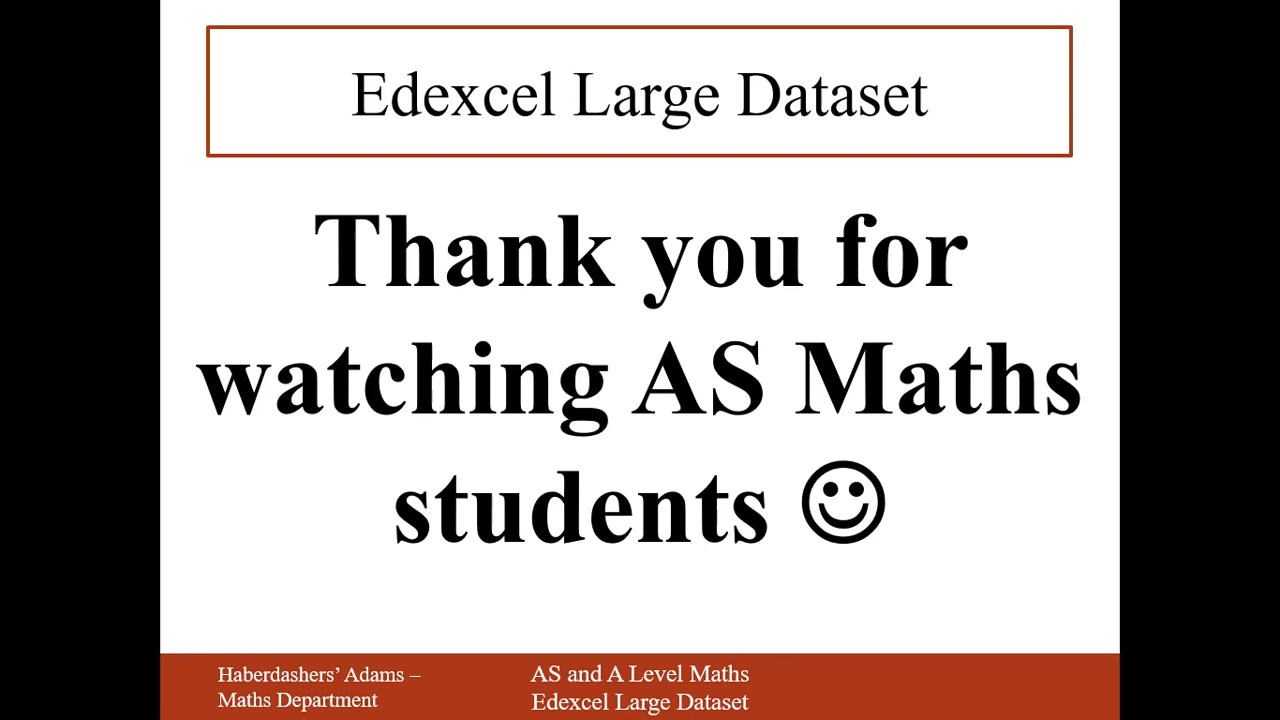 Edexcel Large Dataset
Thank you for
watching AS Maths
students ☺
Haberdashers’ Adams –
Maths Department
AS and A Level Maths
Edexcel Large Dataset